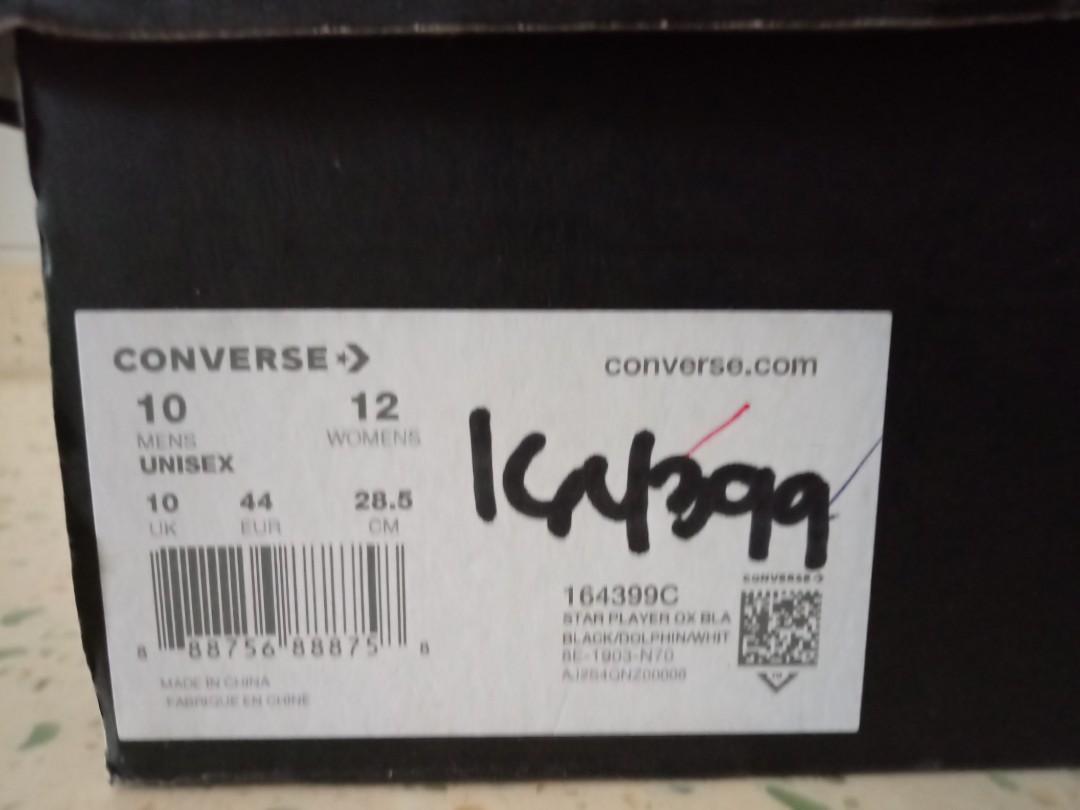 CONVERSE
converse.com
10 12
MENS WOMENS
UNISEX
10 44 28.5
UK EUR CM
164399
8 88756 88875 8
164399C
STAR PLAYER OX BLA
BLACK/DOLPHIN/WHIT
8E-1903-N70
MADE IN CHINA
FABRIQUE EN CHINE
CONVERSE